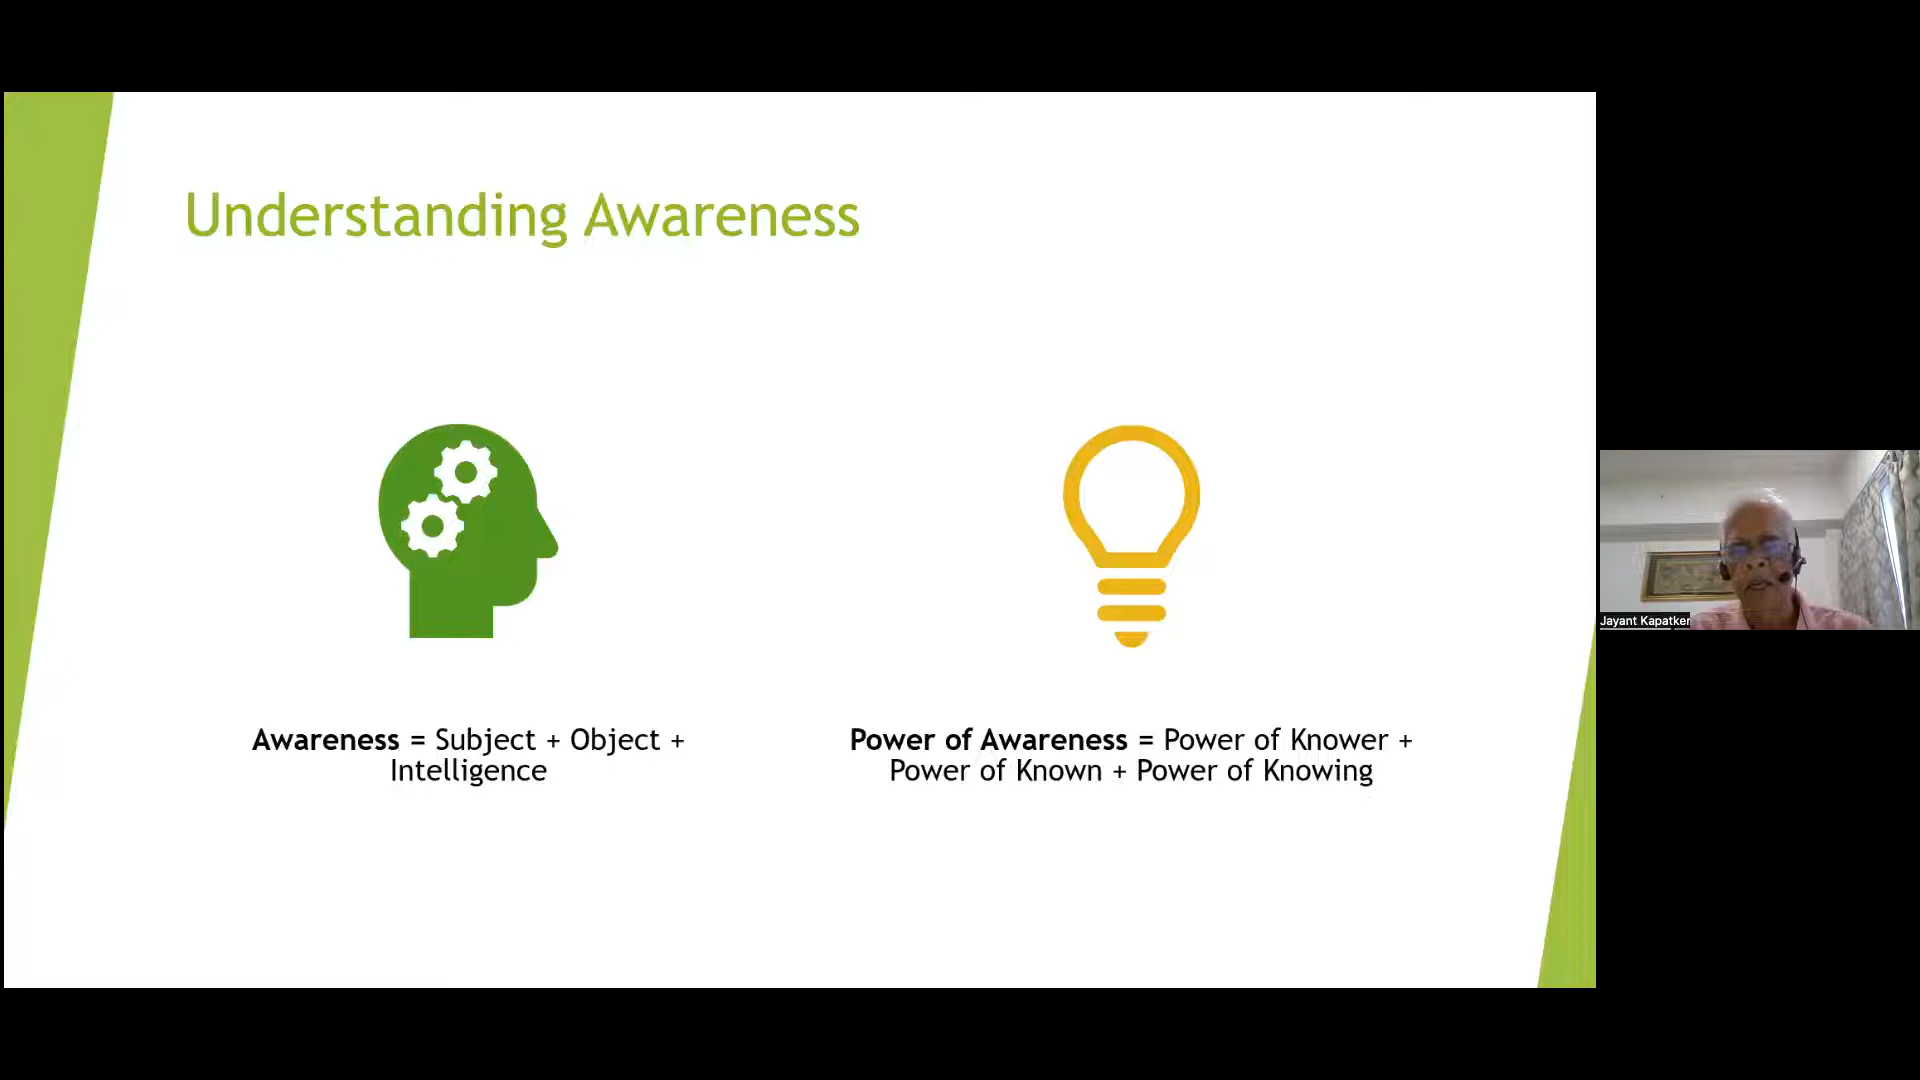 Understanding Awareness
Awareness = Subject + Object +
Intelligence
Power of Awareness = Power of Knower +
Power of Known + Power of Knowing
Jayant Kapatker